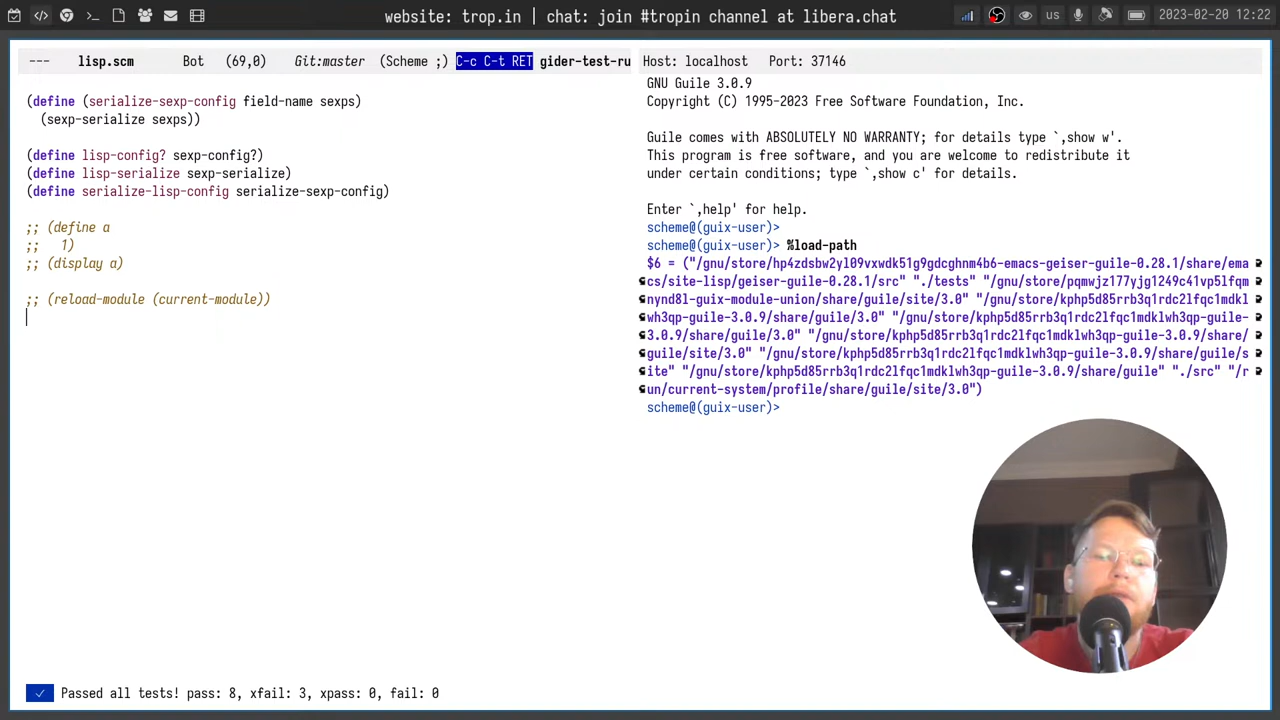 website: trop.in | chat: join #tropin channel at libera.chat
us
2023-02-20 12:22
--- lisp.scm Bot (69,0) Git:master (Scheme ;) C-c C-t RET gider-test-ru
(define (serialize-sexp-config field-name sexps)
(sexp-serialize sexps))
(define lisp-config? sexp-config?)
(define lisp-serialize sexp-serialize)
(define serialize-lisp-config serialize-sexp-config)
;; (define a
;; 1)
;; (display a)
;; (reload-module (current-module))
Passed all tests! pass: 8, xfail: 3, xpass: 0, fail: 0
Host: localhost Port: 37146
GNU Guile 3.0.9
Copyright (C) 1995-2023 Free Software Foundation, Inc.
Guile comes with ABSOLUTELY NO WARRANTY; for details type `,show w'.
This program is free software, and you are welcome to redistribute it
under certain conditions; type `,show c' for details.
Enter `,help' for help.
scheme@(guix-user)>
scheme@(guix-user)> %load-path
$6 = ("/gnu/store/hp4zdsbw2yl09vxwdk51g9gdcghnm4b6-emacs-geiser-guile-0.28.1/share/ema
cs/site-lisp/geiser-guile-0.28.1/src" "./tests" "/gnu/store/pqmwjz177yjg1249c41vp5lfqm
nynd8l-guix-module-union/share/guile/site/3.0" "/gnu/store/kphp5d85rrb3q1rdc2lfqc1mdkl
wh3qp-guile-3.0.9/share/guile/3.0" "/gnu/store/kphp5d85rrb3q1rdc2lfqc1mdklwh3qp-guile-
3.0.9/share/guile/3.0" "/gnu/store/kphp5d85rrb3q1rdc2lfqc1mdklwh3qp-guile-3.0.9/share/
guile/site/3.0" "/gnu/store/kphp5d85rrb3q1rdc2lfqc1mdklwh3qp-guile-3.0.9/share/guile/s
ite" "/gnu/store/kphp5d85rrb3q1rdc2lfqc1mdklwh3qp-guile-3.0.9/share/guile" "./src" "/r
un/current-system/profile/share/guile/site/3.0")
scheme@(guix-user)>